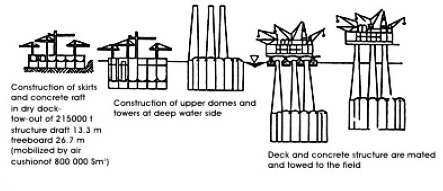 Construction of skirts
and concrete raft
in dry dock-
tow-out of 215000 t
structure draft 13.3 m
freeboard 26.7 m
(mobilized by air
cushionof 800 000 Sm³)
Construction of upper domes and
towers at deep water side
Deck and concrete structure are mated
and towed to the field